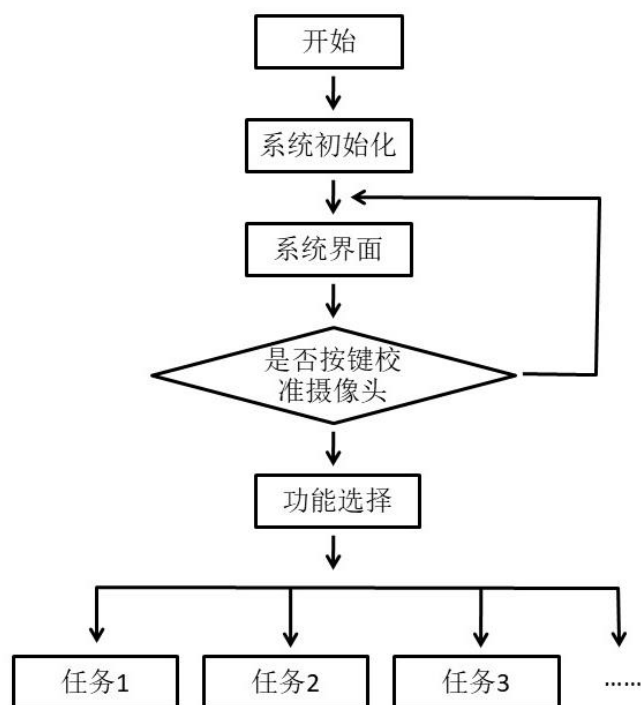 开始
系统初始化
系统界面
是否按键校
准摄像头
功能选择
任务1
任务2
任务3
……